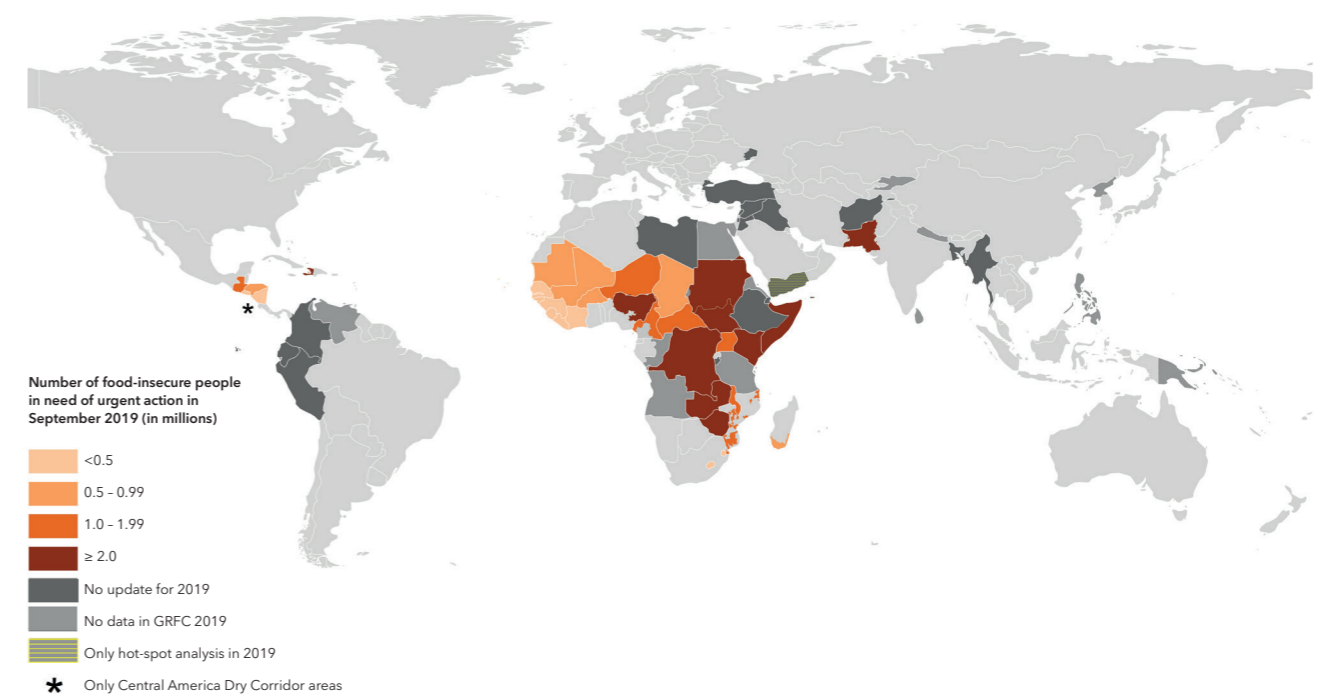 Number of food-insecure people
in need of urgent action in
September 2019 (in millions)
<0.5
0.5 – 0.99
1.0 – 1.99
≥ 2.0
No update for 2019
No data in GRFC 2019
Only hot-spot analysis in 2019
* Only Central America Dry Corridor areas